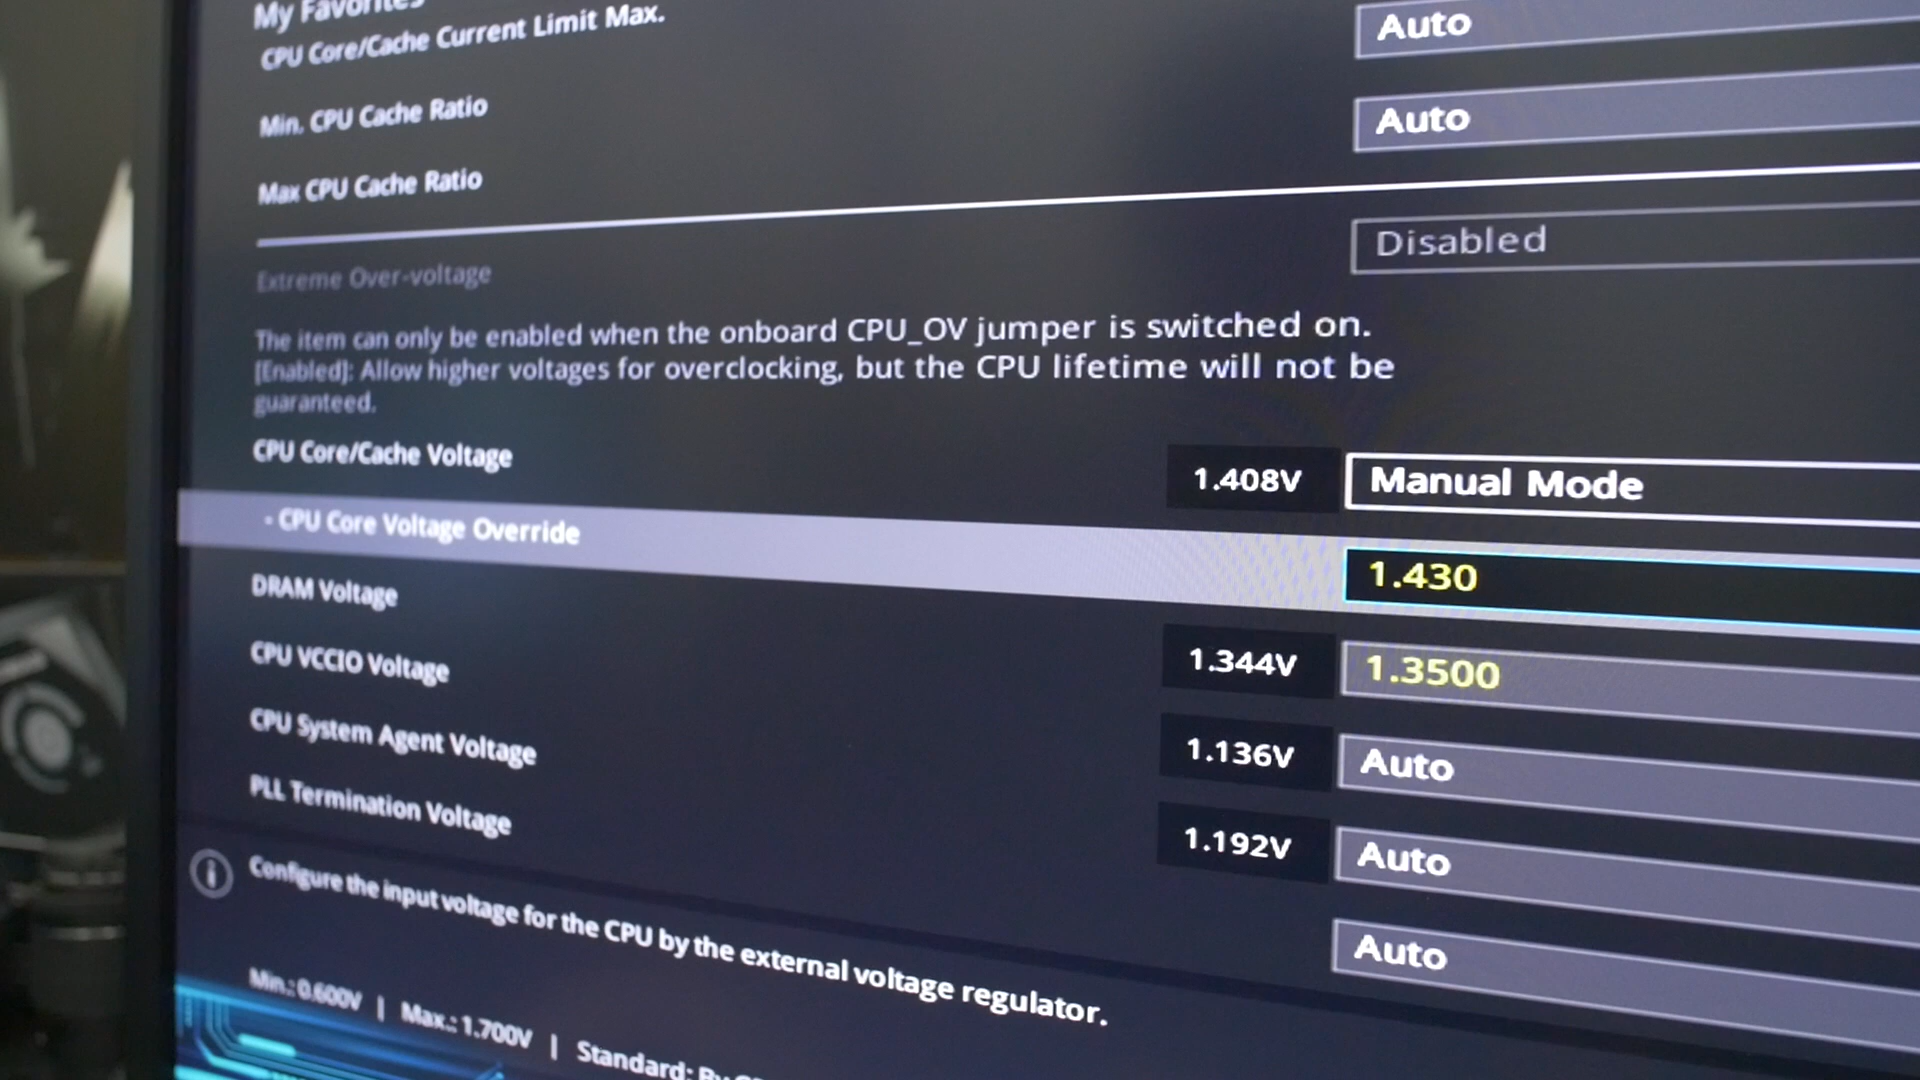 My Favorites
CPU Core/Cache Current Limit Max.
Auto
Min. CPU Cache Ratio
Auto
Max CPU Cache Ratio
Extreme Over-voltage
Disabled
The item can only be enabled when the onboard CPU_OV jumper is switched on.
[Enabled]: Allow higher voltages for overclocking, but the CPU lifetime will not be
guaranteed.
CPU Core/Cache Voltage
1.408V
Manual Mode
- CPU Core Voltage Override
1.430
DRAM Voltage
1.344V
1.3500
CPU VCCIO Voltage
1.136V
Auto
CPU System Agent Voltage
1.192V
Auto
PLL Termination Voltage
Auto
Configure the input voltage for the CPU by the external voltage regulator.
Min.: 0.600V | Max.: 1.700V | Standard: